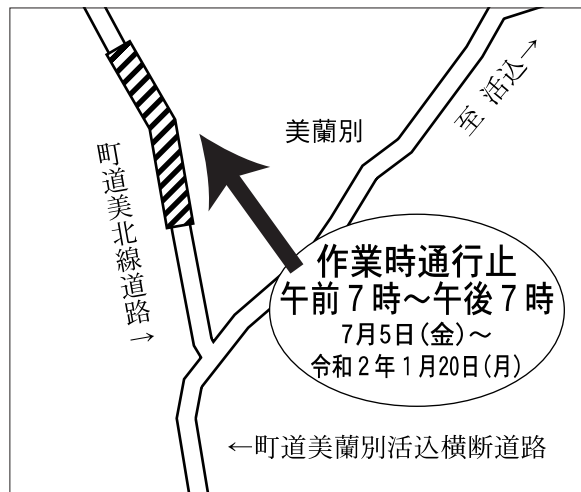 美蘭別
至 活込→
町道美北線道路→
作業時通行止
午前７時～午後７時
7月5日(金)～
令和２年１月20日(月)
←町道美蘭別活込横断道路